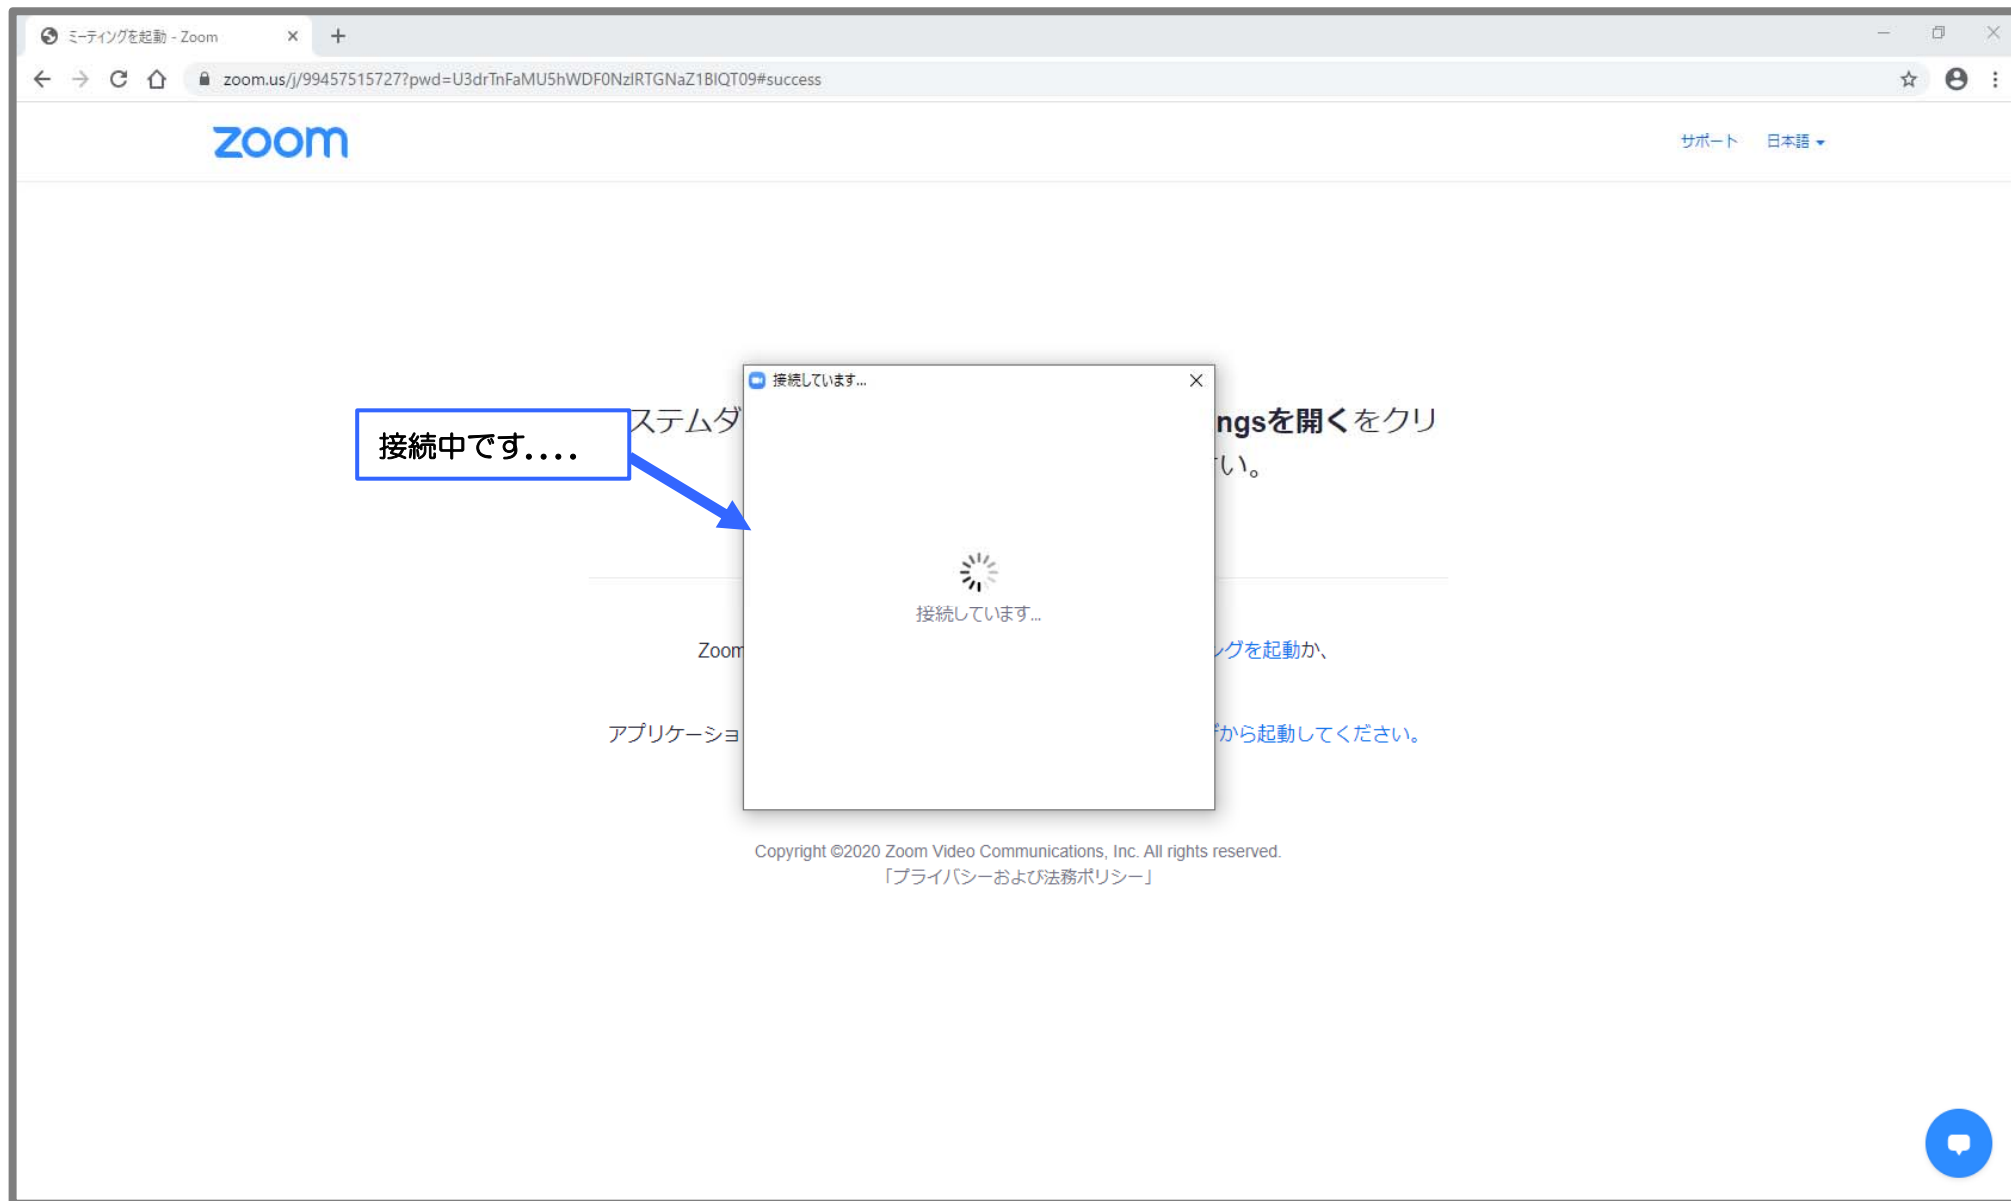 ミーティングを起動 - Zoom
zoom.us/j/99457515727?pwd=U3drTnFaMU5hWDF0NzlRTGNaZ1BlQT09#success
zoom
サポート 日本語
接続しています...
ステムダ ngsを開くをクリ
接続中です....
い。
接続しています...
Zoom グを起動か、
アプリケーショ から起動してください。
Copyright ©2020 Zoom Video Communications, Inc. All rights reserved.
「プライバシーおよび法務ポリシー」